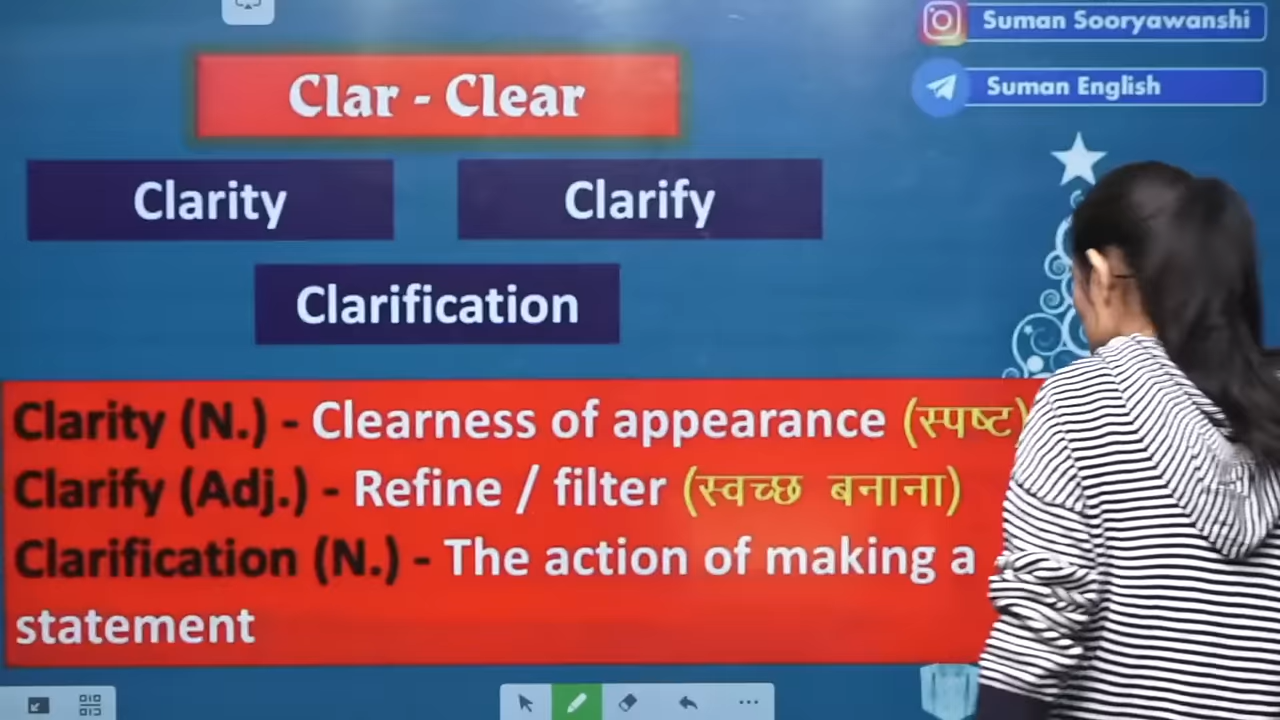 Suman Sooryawanshi
Suman English
Clar - Clear
Clarity
Clarify
Clarification
Clarity (N.) - Clearness of appearance (स्पष्ट)
Clarify (Adj.) - Refine / filter (स्वच्छ बनाना)
Clarification (N.) - The action of making a
statement